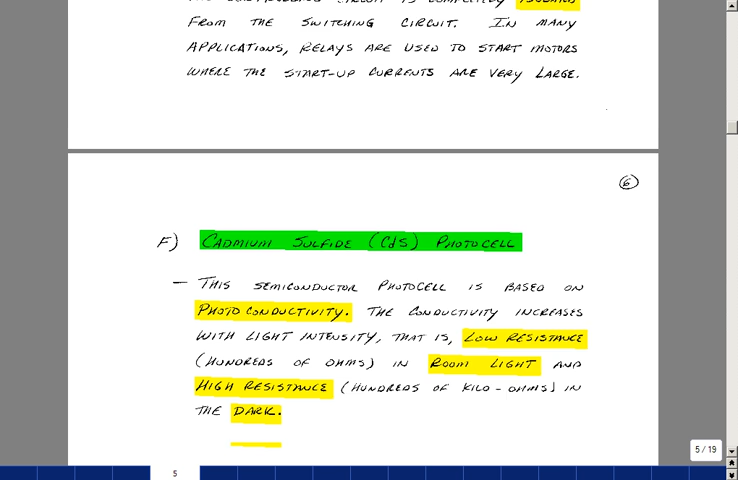 FROM THE SWITCHING CIRCUIT. IN MANY
APPLICATIONS, RELAYS ARE USED TO START MOTORS
WHERE THE START-UP CURRENTS ARE VERY LARGE.
6
F) CADMIUM SULFIDE (CdS) PHOTOCELL
— THIS SEMICONDUCTOR PHOTOCELL IS BASED ON
PHOTOCONDUCTIVITY. THE CONDUCTIVITY INCREASES
WITH LIGHT INTENSITY, THAT IS, LOW RESISTANCE
(HUNDREDS OF OHMS) IN ROOM LIGHT AND
HIGH RESISTANCE (HUNDREDS OF KILO-OHMS) IN
THE DARK.
5 / 19
5